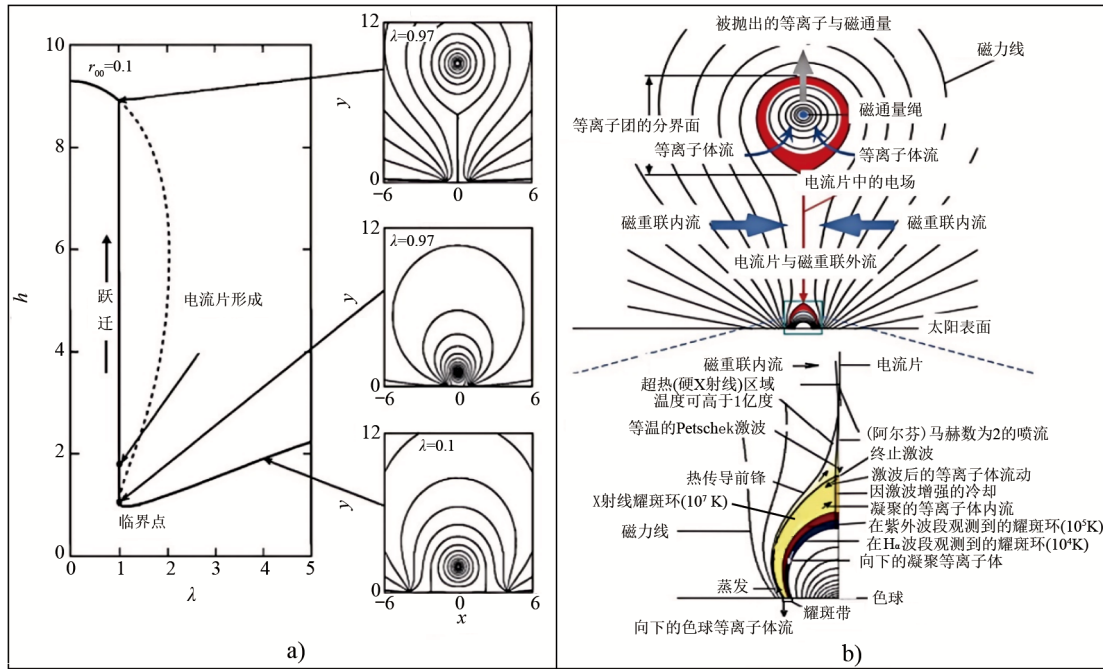 a)
r₀₀=0.1
h
10
8
6
4
2
0
0
1
2
3
4
5
λ
跃迁
电流片形成
临界点
λ=0.97
12
y
0
−6
0
6
λ=0.97
12
y
0
−6
0
6
λ=0.1
12
y
0
−6
0
6
x
a)
被抛出的等离子与磁通量
磁力线
等离子团的分界面
磁通量绳
等离子体流
等离子体流
电流片中的电场
磁重联内流
磁重联内流
电流片与磁重联外流
太阳表面
磁重联内流
电流片
超热(硬X射线)区域
温度可高于1亿度
等温的Petschek激波
(阿尔芬)马赫数为2的喷流
终止激波
热传导前锋
激波后的等离子体流动
因激波增强的冷却
X射线耀斑环(10⁷ K)
凝聚的等离子体内流
在紫外波段观测到的耀斑环(10⁵K)
磁力线
在Hα波段观测到的耀斑环(10⁴K)
向下的凝聚等离子体
蒸发
色球
耀斑带
向下的色球等离子体流
b)